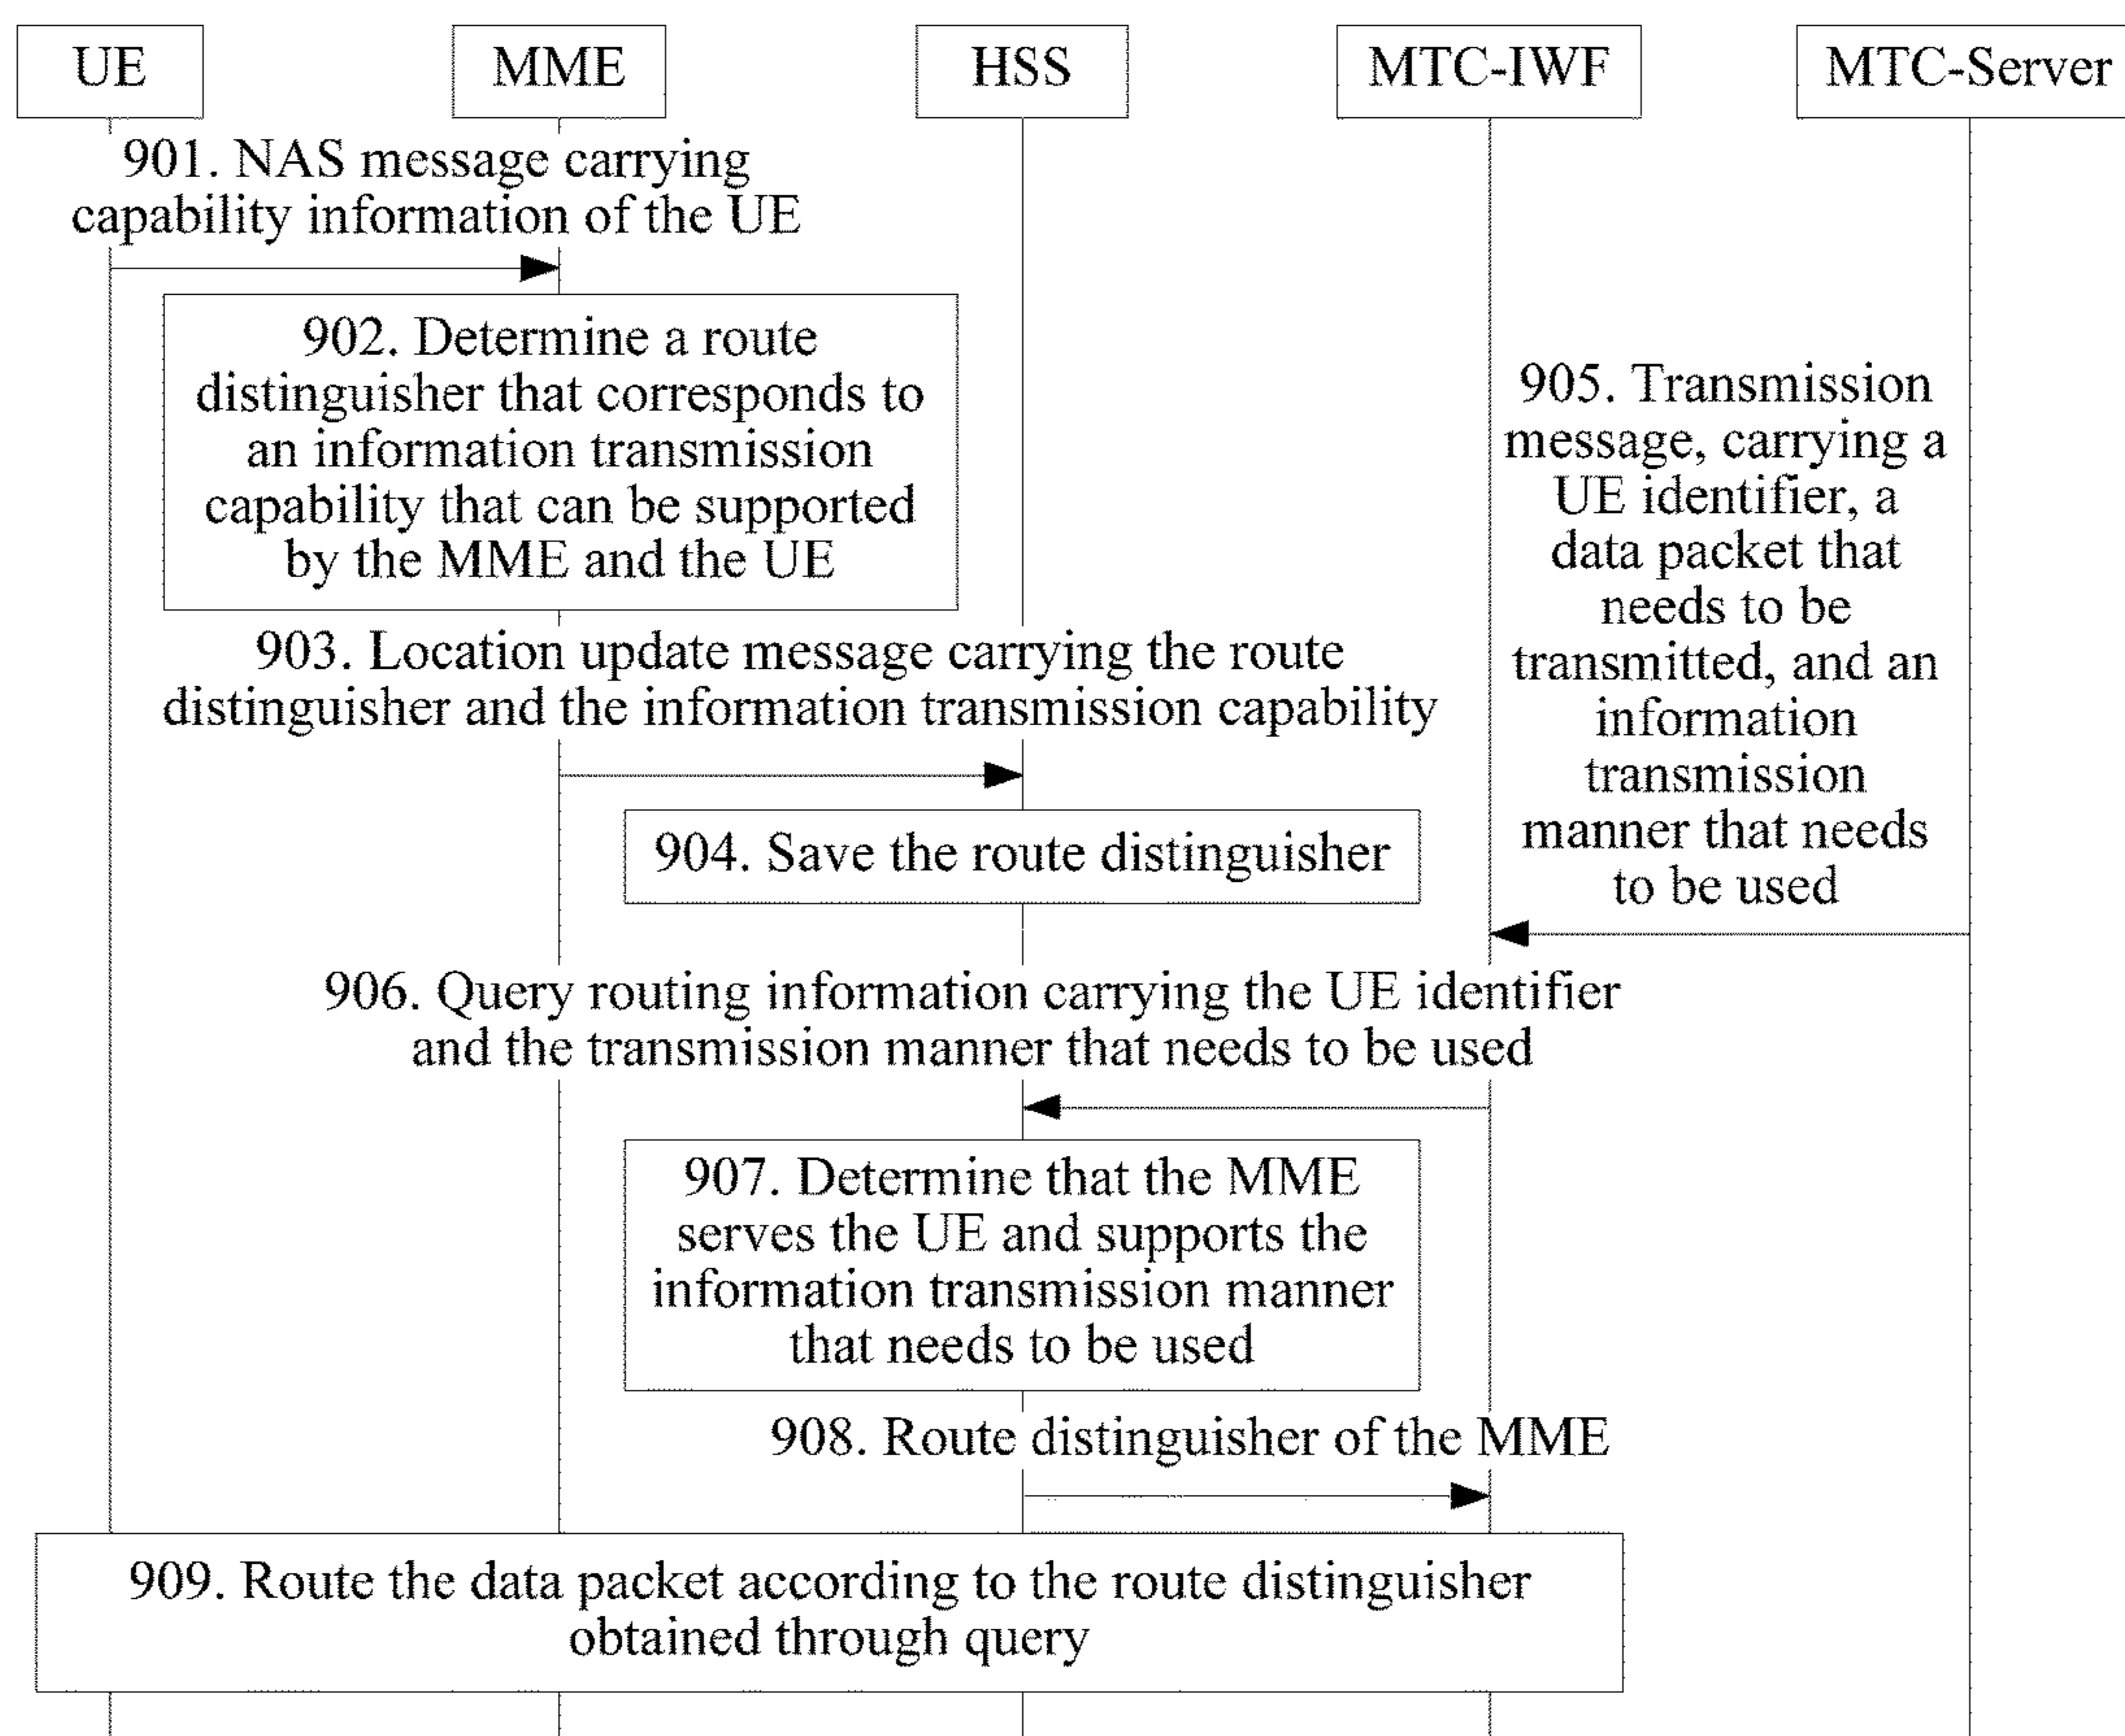 UE
MME
HSS
MTC-IWF
MTC-Server
901. NAS message carrying
capability information of the UE
902. Determine a route
distinguisher that corresponds to
an information transmission
capability that can be supported
by the MME and the UE
903. Location update message carrying the route
distinguisher and the information transmission capability
904. Save the route distinguisher
905. Transmission
message, carrying a
UE identifier, a
data packet that
needs to be
transmitted, and an
information
transmission
manner that needs
to be used
906. Query routing information carrying the UE identifier
and the transmission manner that needs to be used
907. Determine that the MME
serves the UE and supports the
information transmission manner
that needs to be used
908. Route distinguisher of the MME
909. Route the data packet according to the route distinguisher
obtained through query